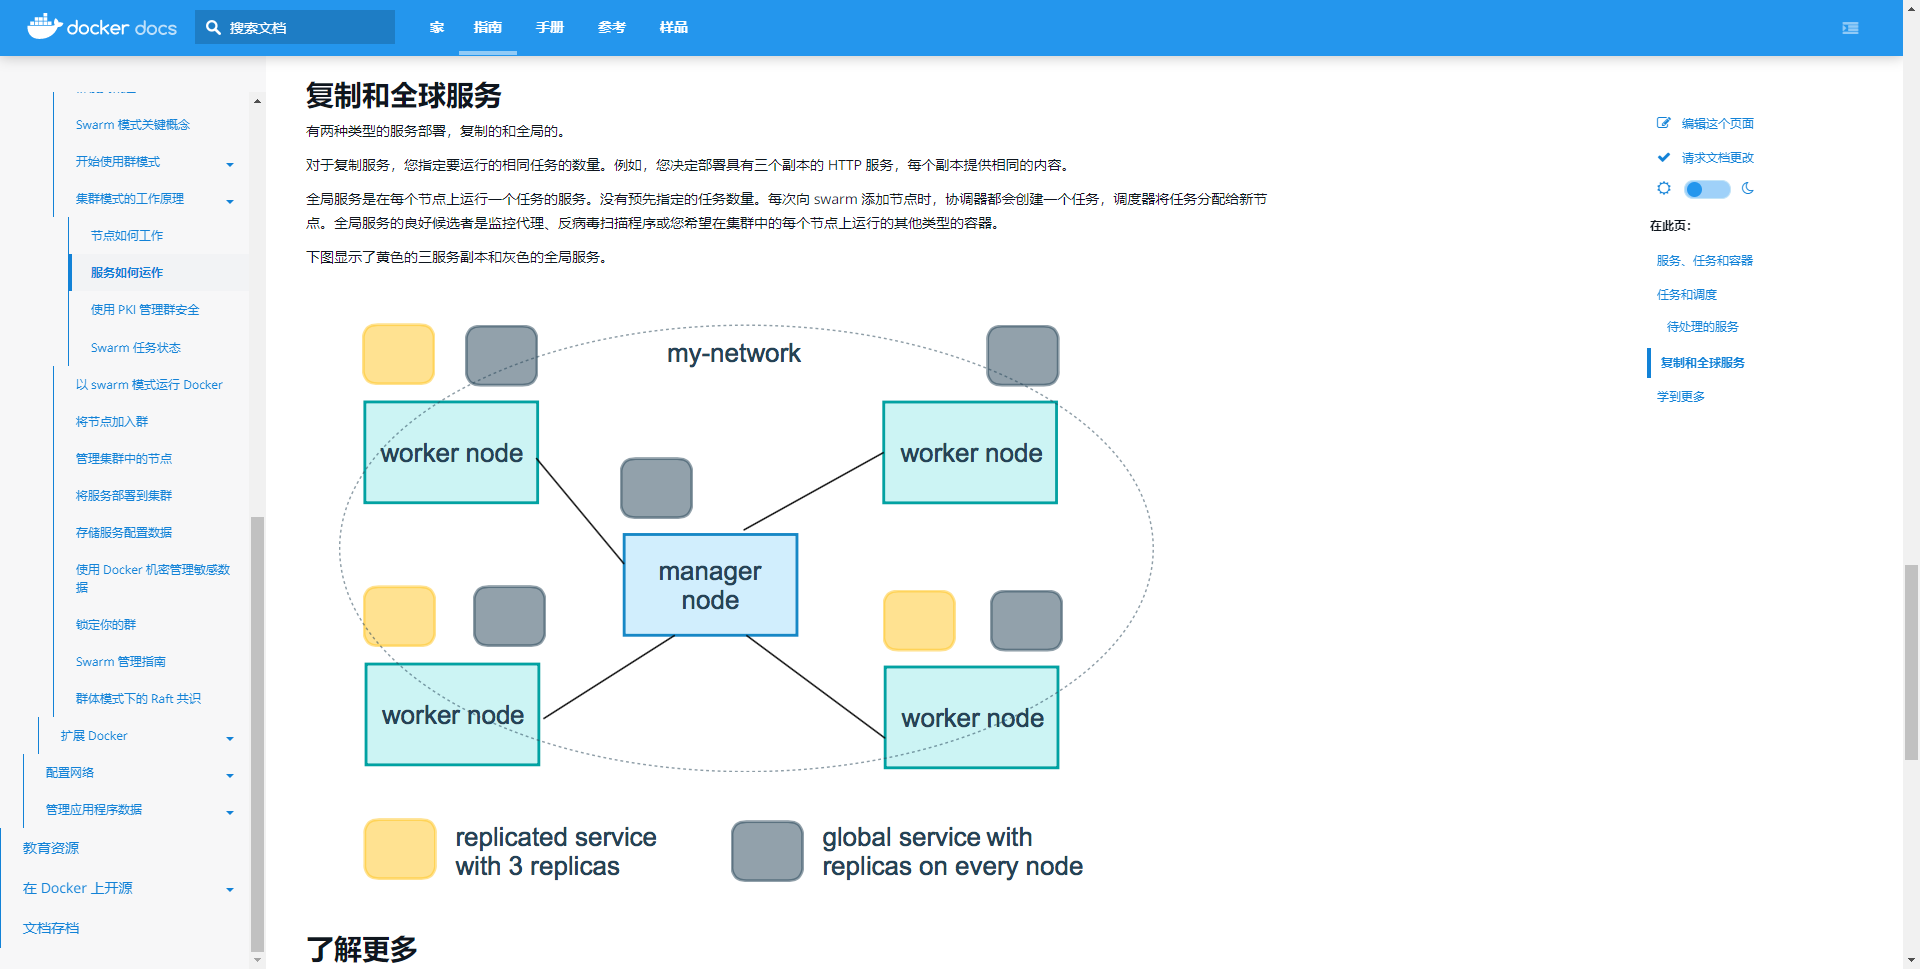 docker docs
搜索文档
家
指南
手册
参考
样品
Swarm 模式关键概念
开始使用群模式
集群模式的工作原理
节点如何工作
服务如何运作
使用 PKI 管理群安全
Swarm 任务状态
以 swarm 模式运行 Docker
将节点加入群
管理集群中的节点
将服务部署到集群
存储服务配置数据
使用 Docker 机密管理敏感数
据
锁定你的群
Swarm 管理指南
群体模式下的 Raft 共识
扩展 Docker
配置网络
管理应用程序数据
教育资源
在 Docker 上开源
文档存档
复制和全球服务
有两种类型的服务部署，复制的和全局的。
对于复制服务，您指定要运行的相同任务的数量。例如，您决定部署具有三个副本的 HTTP 服务，每个副本提供相同的内容。
全局服务是在每个节点上运行一个任务的服务。没有预先指定的任务数量。每次向 swarm 添加节点时，协调器都会创建一个任务，调度器将任务分配给新节
点。全局服务的良好候选者是监控代理、反病毒扫描程序或您希望在集群中的每个节点上运行的其他类型的容器。
下图显示了黄色的三服务副本和灰色的全局服务。
my-network
worker node
worker node
manager
node
worker node
worker node
replicated service
with 3 replicas
global service with
replicas on every node
了解更多
编辑这个页面
请求文档更改
在此页：
服务、任务和容器
任务和调度
待处理的服务
复制和全球服务
学到更多